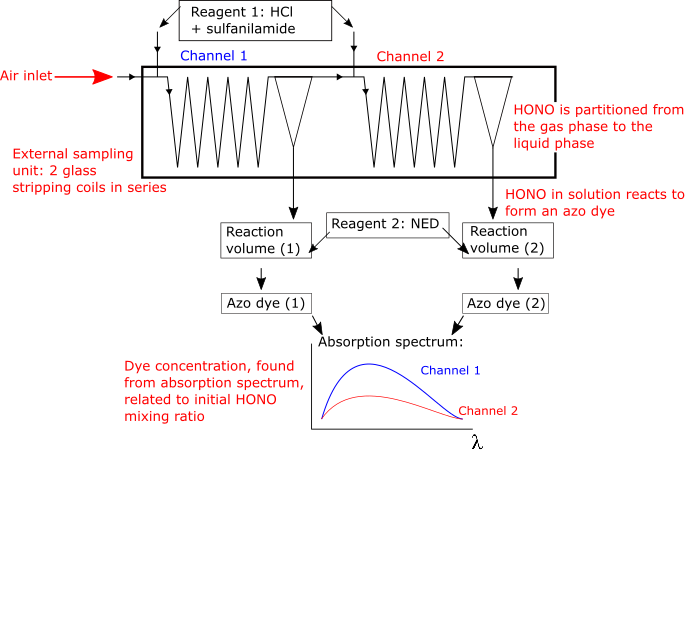 Reagent 1: HCl
+ sulfanilamide
Channel 1
Channel 2
Air inlet
HONO is partitioned from
the gas phase to the
liquid phase
External sampling
unit: 2 glass
stripping coils in series
HONO in solution reacts to
form an azo dye
Reaction
volume (1)
Reagent 2: NED
Reaction
volume (2)
Azo dye (1)
Azo dye (2)
Absorption spectrum:
Dye concentration, found
from absorption spectrum,
related to initial HONO
mixing ratio
Channel 1
Channel 2
λ